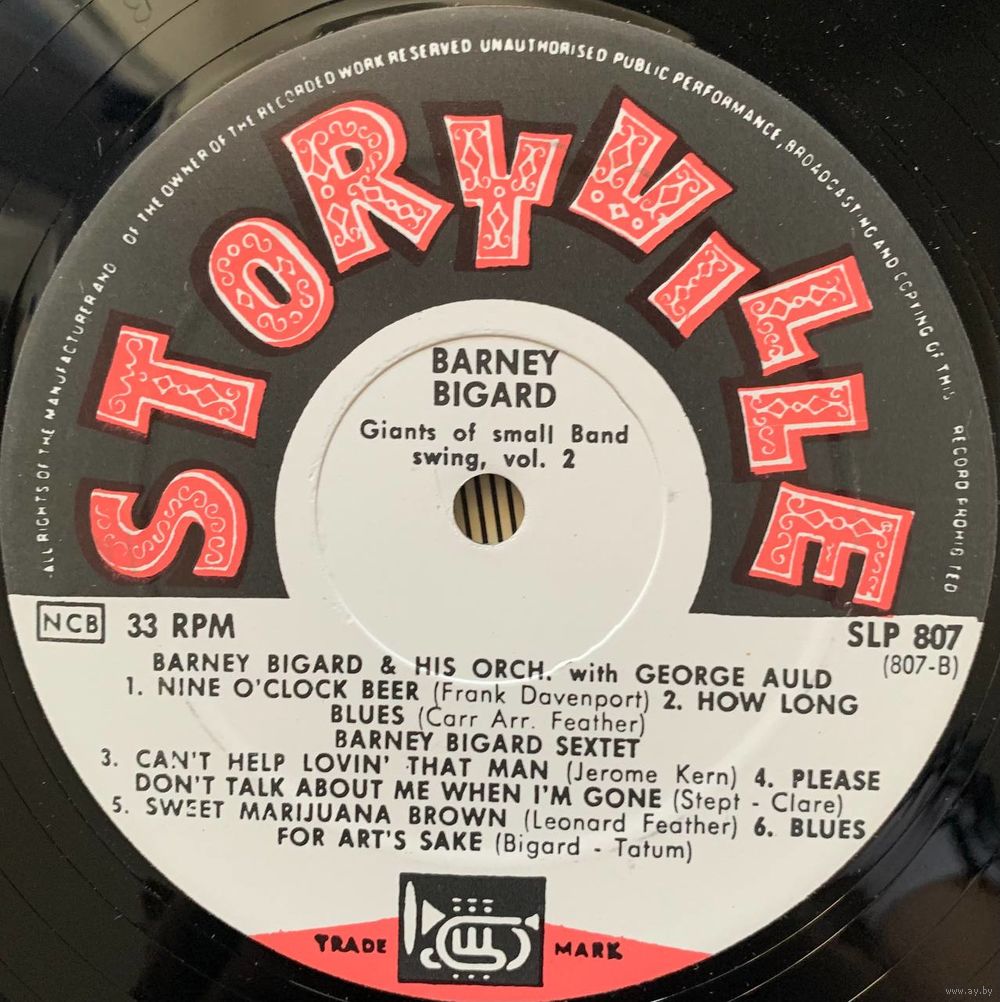 ALL RIGHTS OF THE MANUFACTURER AND OF THE OWNER OF THE RECORDED WORK RESERVED UNAUTHORISED PUBLIC PERFORMANCE, BROADCASTING AND COPYING OF THIS RECORD PROHIBITED
STORYVILLE
BARNEY
BIGARD
Giants of small Band
swing, vol. 2
NCB 33 RPM SLP 807
(807-B)
BARNEY BIGARD & HIS ORCH. with GEORGE AULD
1. NINE O'CLOCK BEER (Frank Davenport) 2. HOW LONG
BLUES (Carr Arr. Feather)
BARNEY BIGARD SEXTET
3. CAN'T HELP LOVIN' THAT MAN (Jerome Kern) 4. PLEASE
DON'T TALK ABOUT ME WHEN I'M GONE (Stept - Clare)
5. SWEET MARIJUANA BROWN (Leonard Feather) 6. BLUES
FOR ART'S SAKE (Bigard - Tatum)
TRADE MARK
www.ay.by